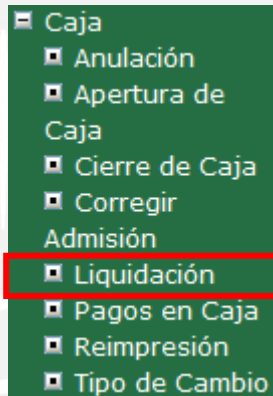 Caja
Anulación
Apertura de
Caja
Cierre de Caja
Corregir
Admisión
Liquidación
Pagos en Caja
Reimpresión
Tipo de Cambio